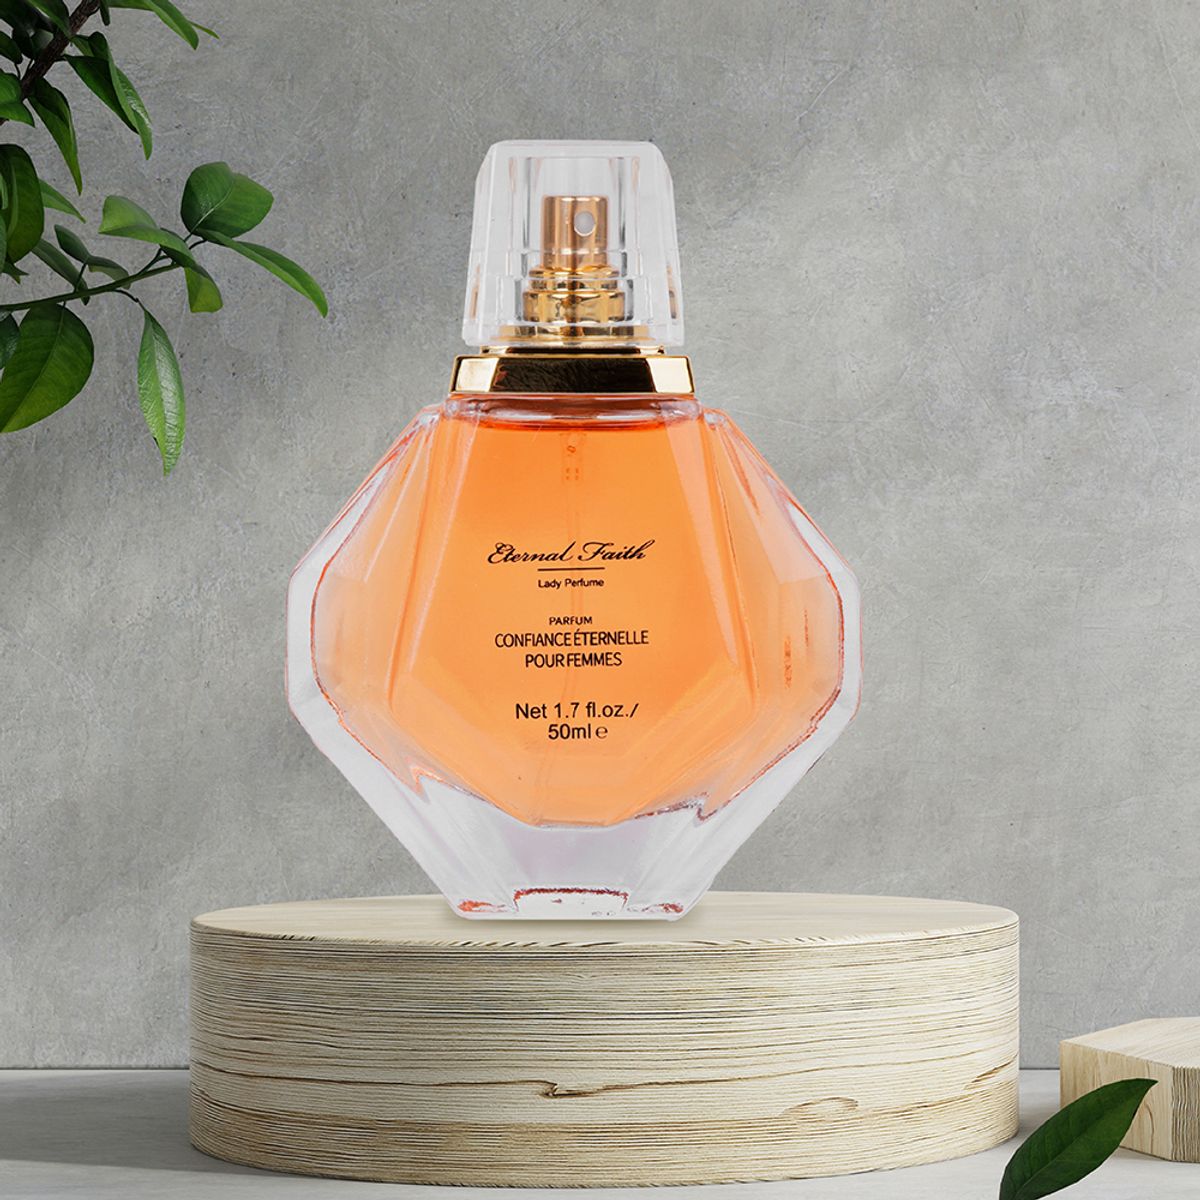 Eternal Faith
Lady Perfume
PARFUM
CONFIANCE ÉTERNELLE
POUR FEMMES
Net 1.7 fl.oz./
50ml ℮